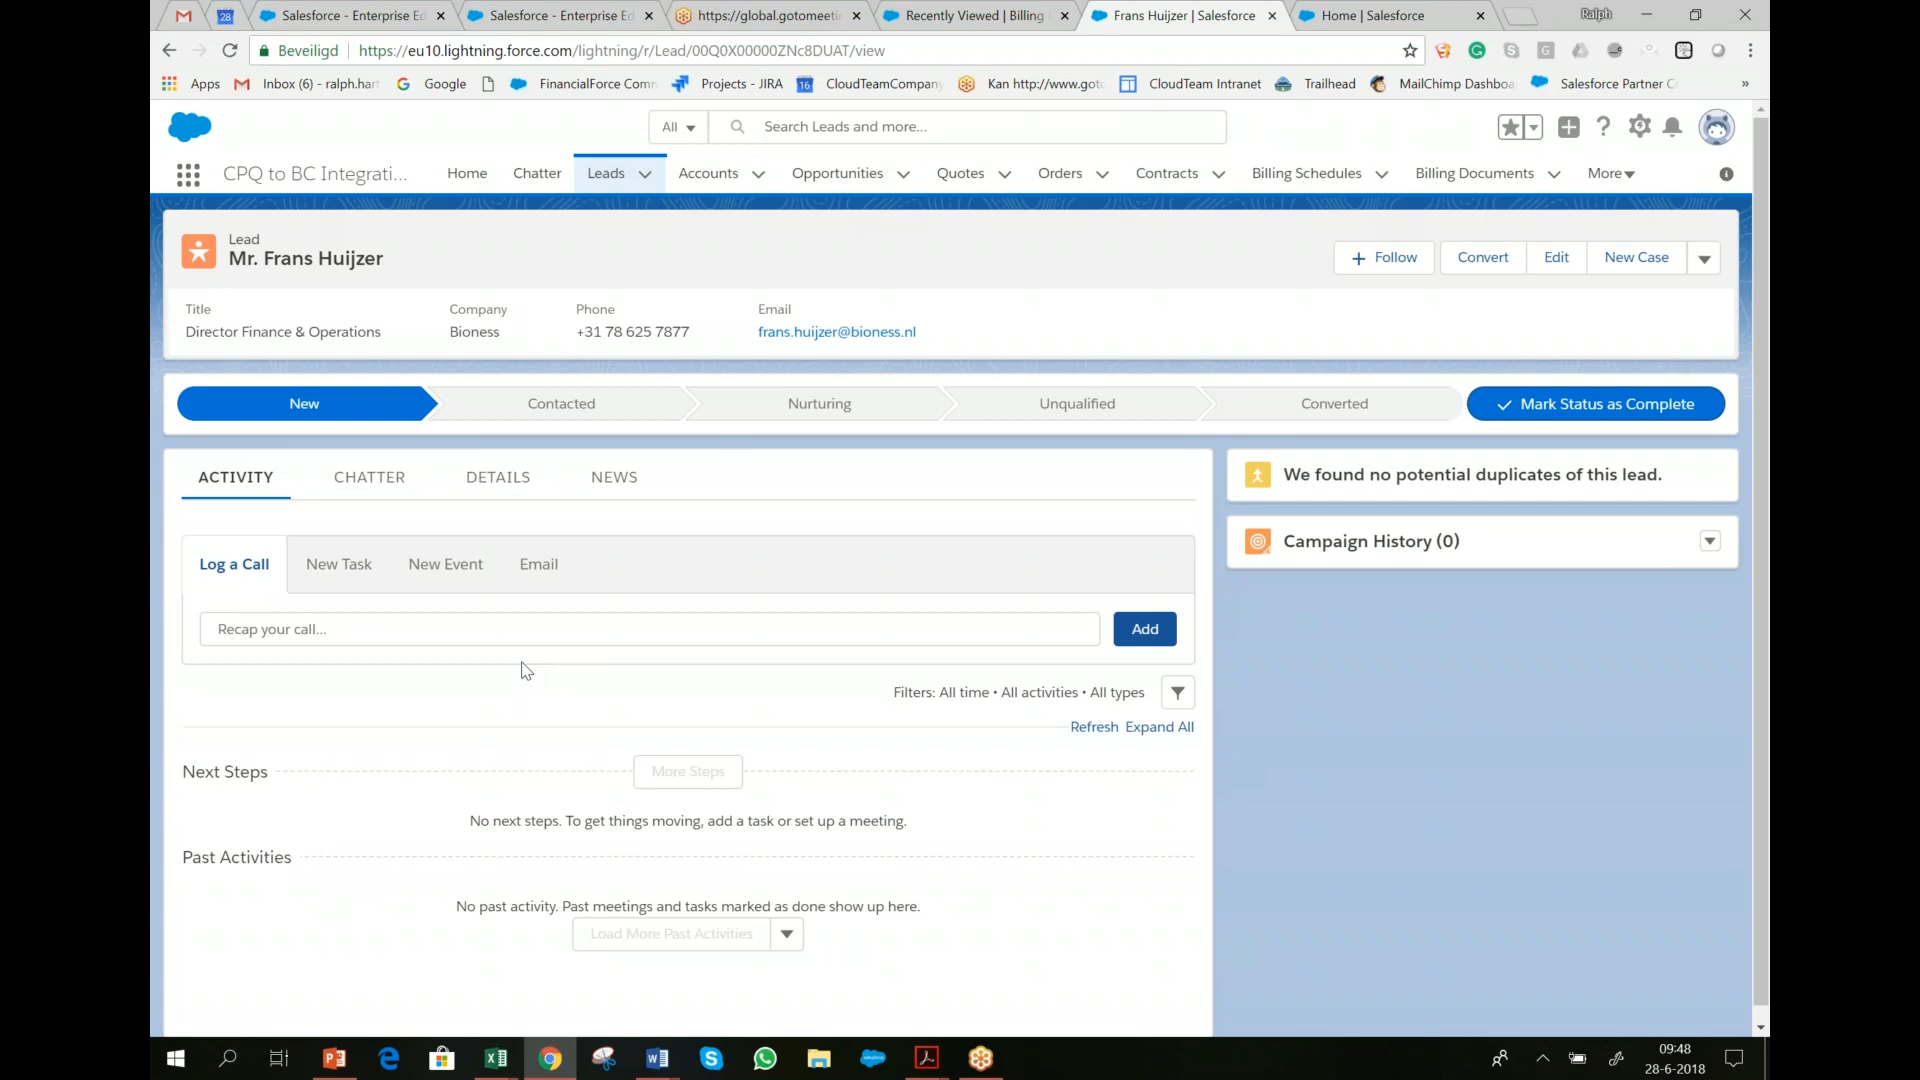 28
Salesforce - Enterprise Ed
Salesforce - Enterprise Ed
https://global.gotomeeti
Recently Viewed | Billing
Frans Huijzer | Salesforce
Home | Salesforce
Ralph
Beveiligd
https://eu10.lightning.force.com/lightning/r/Lead/00Q0X00000ZNc8DUAT/view
Apps
Inbox (6) - ralph.hart
Google
FinancialForce Comm
Projects - JIRA
16
CloudTeamCompany
Kan http://www.goto
CloudTeam Intranet
Trailhead
MailChimp Dashboa
Salesforce Partner C
»
All
Search Leads and more...
CPQ to BC Integrati...
Home
Chatter
Leads
Accounts
Opportunities
Quotes
Orders
Contracts
Billing Schedules
Billing Documents
More
Lead
Mr. Frans Huijzer
Follow
Convert
Edit
New Case
Title
Company
Phone
Email
Director Finance & Operations
Bioness
+31 78 625 7877
frans.huijzer@bioness.nl
New
Contacted
Nurturing
Unqualified
Converted
Mark Status as Complete
ACTIVITY
CHATTER
DETAILS
NEWS
We found no potential duplicates of this lead.
Campaign History (0)
Log a Call
New Task
New Event
Email
Recap your call...
Add
Filters: All time • All activities • All types
Refresh
Expand All
Next Steps
More Steps
No next steps. To get things moving, add a task or set up a meeting.
Past Activities
No past activity. Past meetings and tasks marked as done show up here.
Load More Past Activities
09:48
28-6-2018